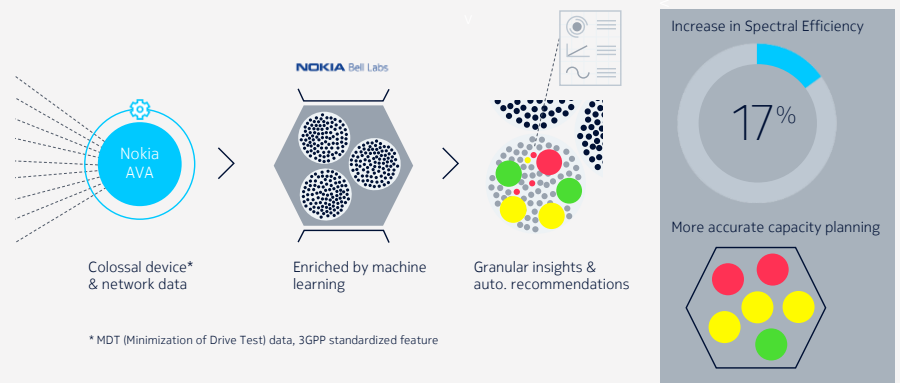 NOKIA Bell Labs
Nokia
AVA
Colossal device*
& network data
Enriched by machine
learning
Granular insights &
auto. recommendations
* MDT (Minimization of Drive Test) data, 3GPP standardized feature
Increase in Spectral Efficiency
17%
More accurate capacity planning